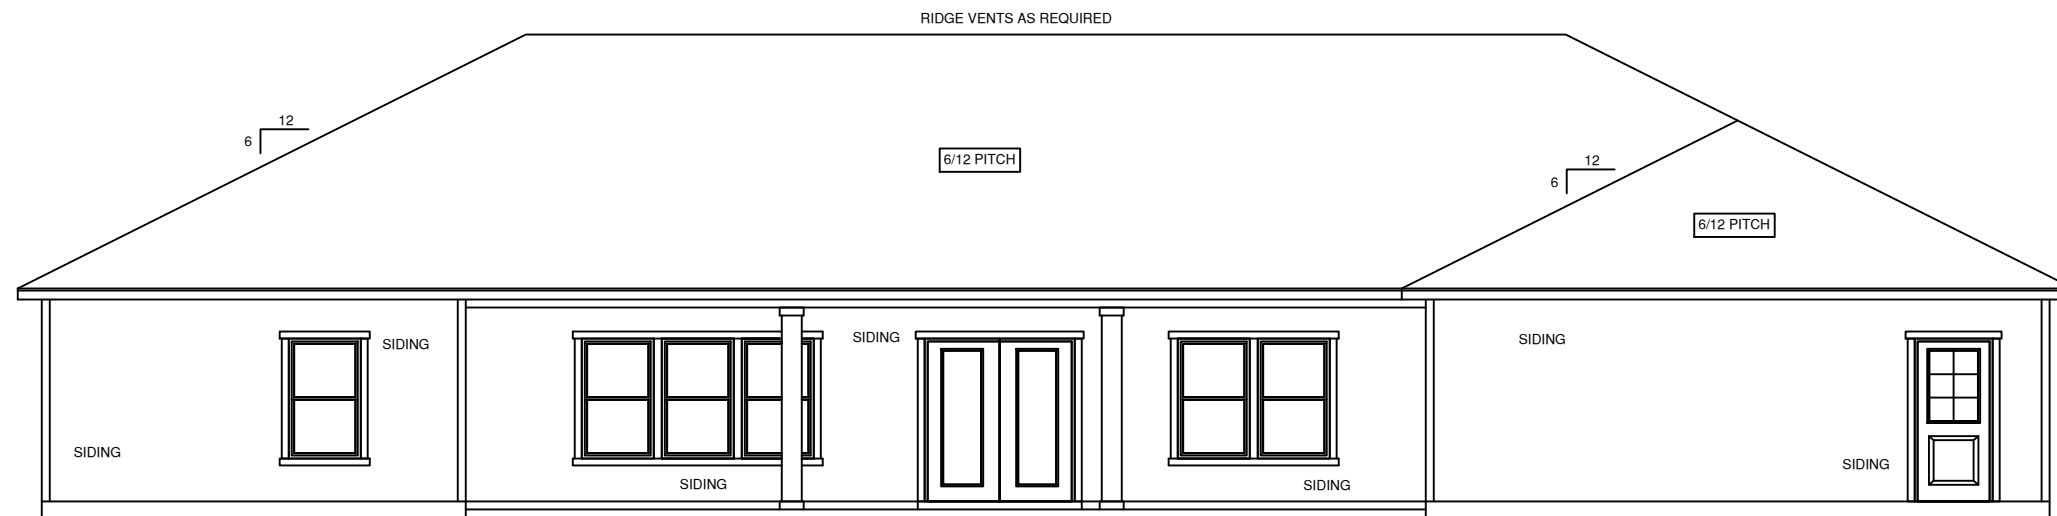 RIDGE VENTS AS REQUIRED
12
6
6/12 PITCH
12
6
6/12 PITCH
SIDING
SIDING
SIDING
SIDING
SIDING
SIDING
SIDING